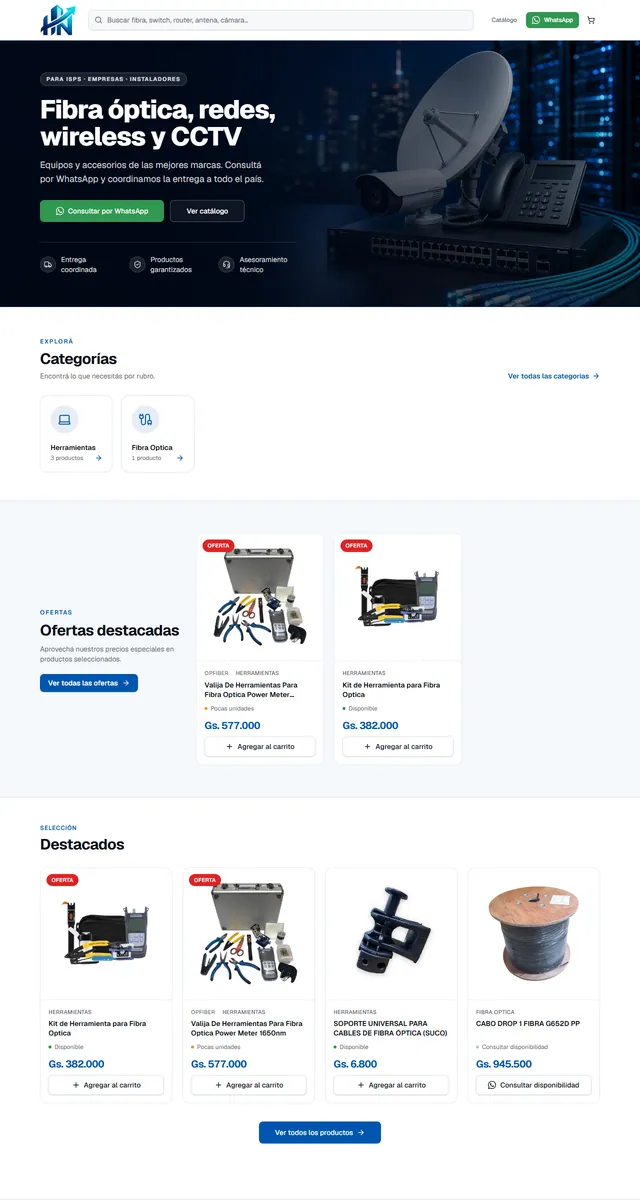 HN
Buscar fibra, switch, router, antena, cámara...
Catálogo
WhatsApp
PARA ISPS · EMPRESAS · INSTALADORES
Fibra óptica, redes,
wireless y CCTV
Equipos y accesorios de las mejores marcas. Consultá
por WhatsApp y coordinamos la entrega a todo el país.
Consultar por WhatsApp
Ver catálogo
Entrega
coordinada
Productos
garantizados
Asesoramiento
técnico
EXPLORÁ
Categorías
Encontrá lo que necesitás por rubro.
Ver todas las categorias →
Herramientas
3 productos →
Fibra Optica
1 producto →
OFERTAS
Ofertas destacadas
Aprovechá nuestros precios especiales en
productos seleccionados.
Ver todas las ofertas →
OFERTA
OPFIBER HERRAMIENTAS
Valija De Herramientas Para
Fibra Optica Power Meter...
Pocas unidades
Gs. 577.000
+ Agregar al carrito
OFERTA
HERRAMIENTAS
Kit de Herramienta para Fibra
Optica
Disponible
Gs. 382.000
+ Agregar al carrito
SELECCIÓN
Destacados
OFERTA
HERRAMIENTAS
Kit de Herramienta para Fibra
Optica
Disponible
Gs. 382.000
+ Agregar al carrito
OFERTA
OPFIBER HERRAMIENTAS
Valija De Herramientas Para Fibra
Optica Power Meter 1650nm
Pocas unidades
Gs. 577.000
+ Agregar al carrito
HERRAMIENTAS
SOPORTE UNIVERSAL PARA
CABLES DE FIBRA ÓPTICA (SUCO)
Disponible
Gs. 6.800
+ Agregar al carrito
FIBRA OPTICA
CABO DROP 1 FIBRA G652D PP
Consultar disponibilidad
Gs. 945.500
Consultar disponibilidad
Ver todos los productos →